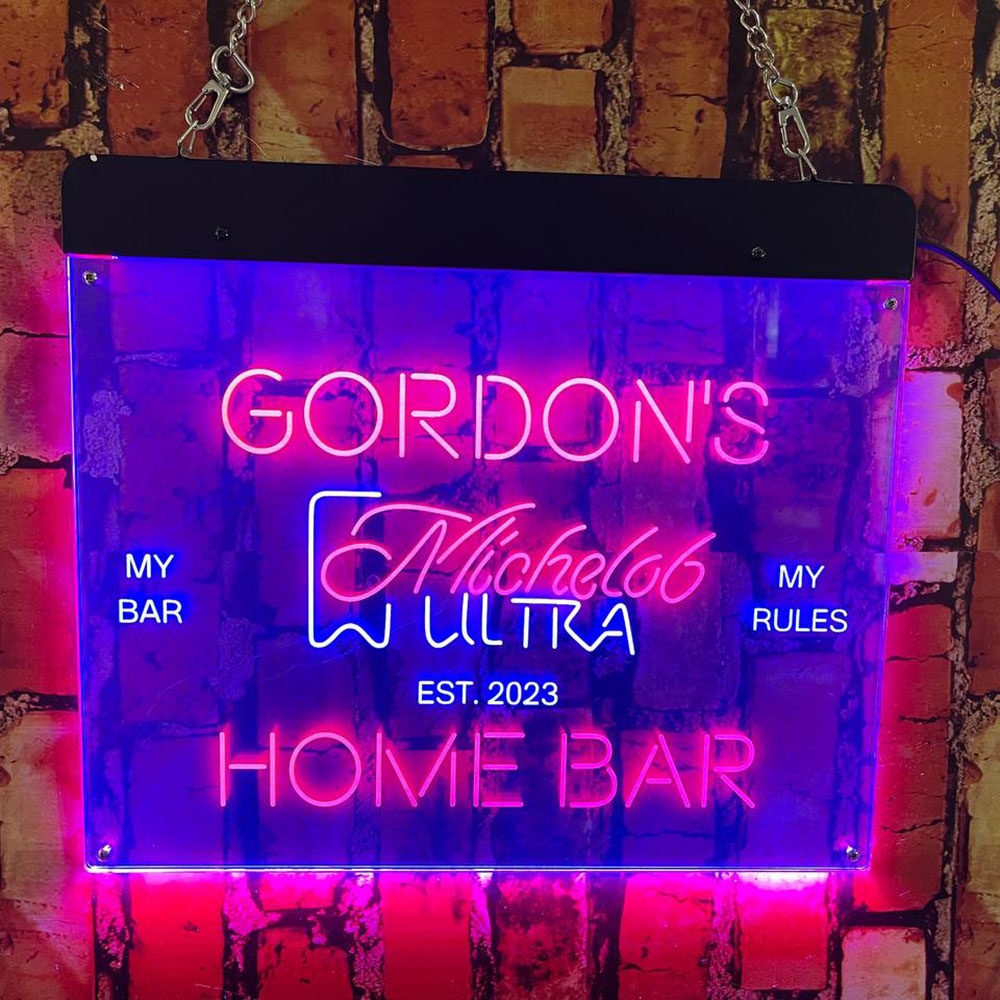 GORDON'S
Michelob
ULTRA
MY
BAR
MY
RULES
EST. 2023
HOME BAR